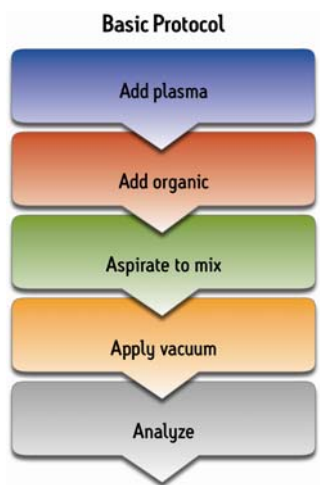 Basic Protocol
Add plasma
Add organic
Aspirate to mix
Apply vacuum
Analyze